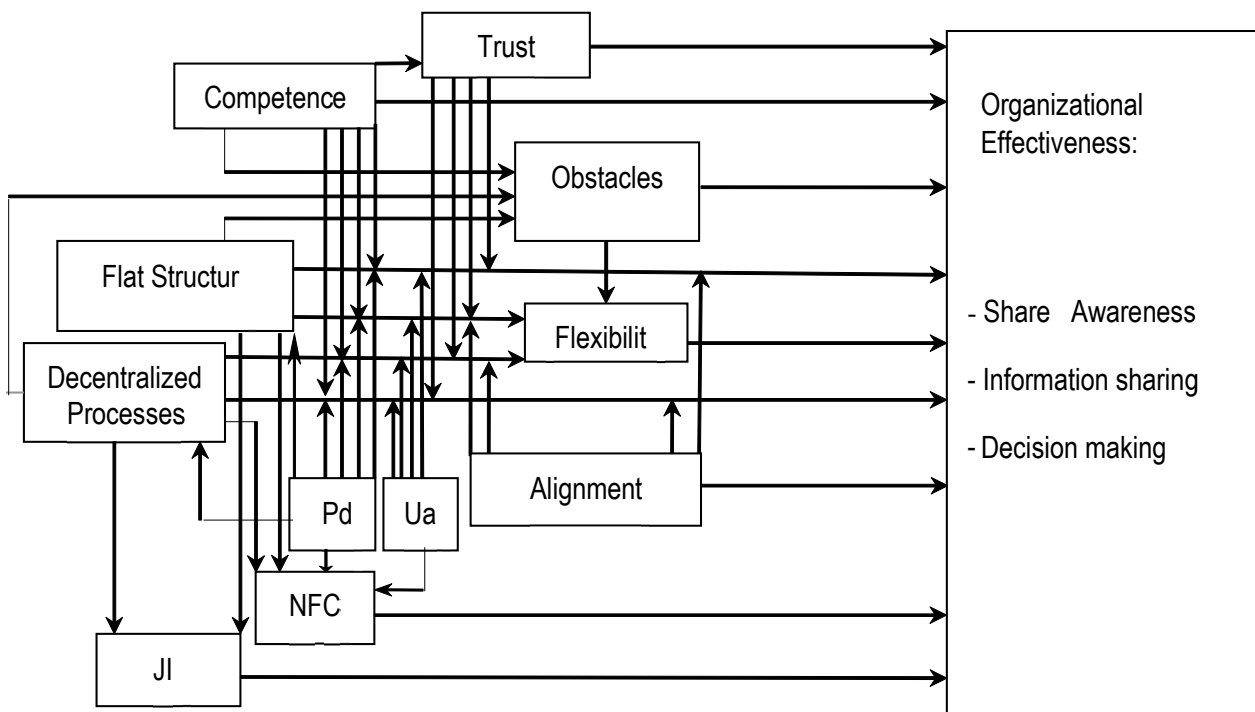 Trust
Competence
Organizational
Effectiveness:
Obstacles
Flat Structur
- Share Awareness
Flexibilit
Decentralized
Processes
- Information sharing
- Decision making
Alignment
Pd
Ua
NFC
JI